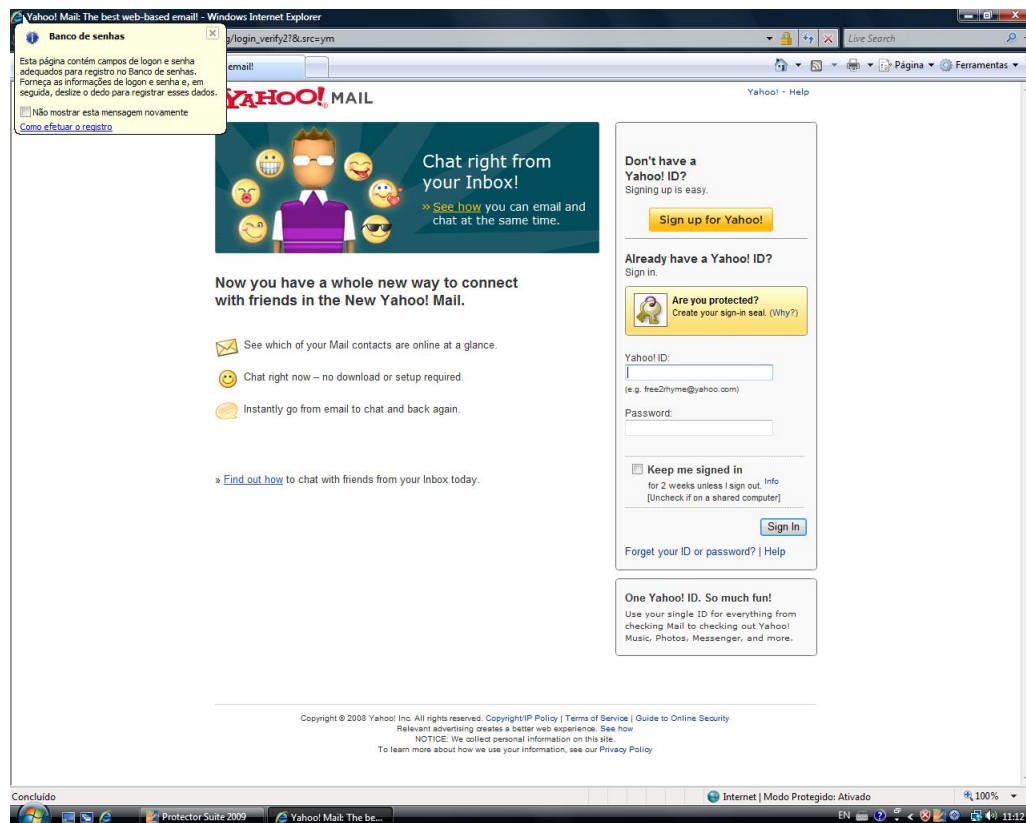 Yahoo! Mail: The best web-based email! - Windows Internet Explorer
Banco de senhas
Esta página contém campos de logon e senha
adequados para registro no Banco de senhas.
Forneça as informações de logon e senha e, em
seguida, deslize o dedo para registrar esses dados.
Não mostrar esta mensagem novamente
Como efetuar o registro
g/login_verify2?&.src=ym
Live Search
email!
Página
Ferramentas
YAHOO! MAIL
Yahoo! - Help
Chat right from
your Inbox!
» See how you can email and
chat at the same time.
Now you have a whole new way to connect
with friends in the New Yahoo! Mail.
See which of your Mail contacts are online at a glance.
Chat right now – no download or setup required.
Instantly go from email to chat and back again.
» Find out how to chat with friends from your Inbox today.
Don't have a
Yahoo! ID?
Signing up is easy.
Sign up for Yahoo!
Already have a Yahoo! ID?
Sign in.
Are you protected?
Create your sign-in seal. (Why?)
Yahoo! ID:
(e.g. free2rhyme@yahoo.com)
Password:
Keep me signed in
for 2 weeks unless I sign out. Info
[Uncheck if on a shared computer]
Sign In
Forget your ID or password? | Help
One Yahoo! ID. So much fun!
Use your single ID for everything from
checking Mail to checking out Yahoo!
Music, Photos, Messenger, and more.
Copyright © 2008 Yahoo! Inc. All rights reserved. Copyright/IP Policy | Terms of Service | Guide to Online Security
Relevant advertising creates a better web experience. See how
NOTICE: We collect personal information on this site.
To learn more about how we use your information, see our Privacy Policy
Concluído
Internet | Modo Protegido: Ativado
100%
Protector Suite 2009
Yahoo! Mail: The be...
EN
11:12